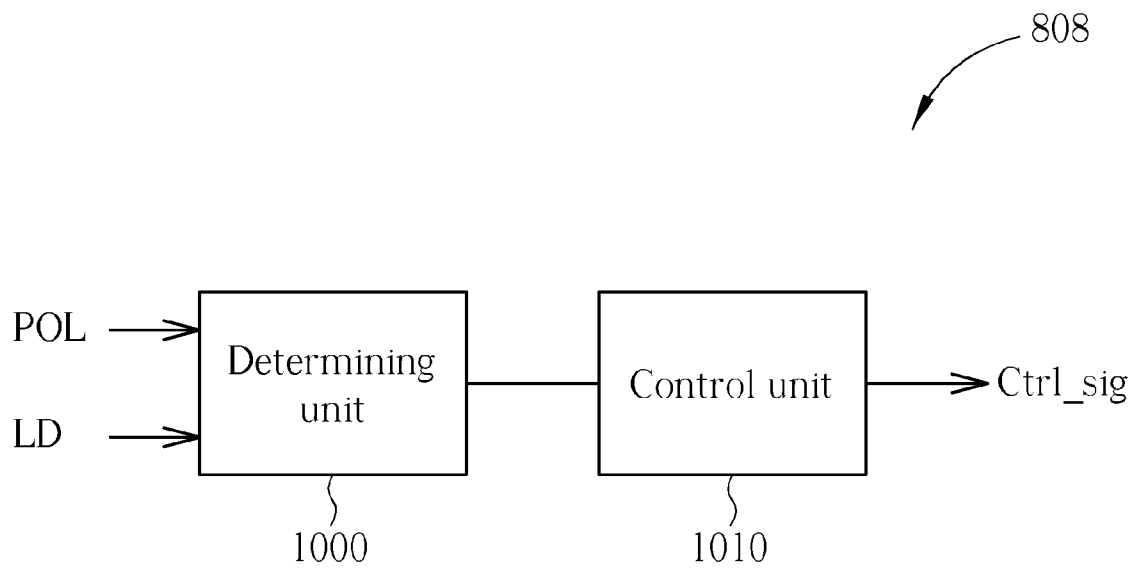 808
POL
LD
Determining
unit
Control unit
Ctrl_sig
1000
1010